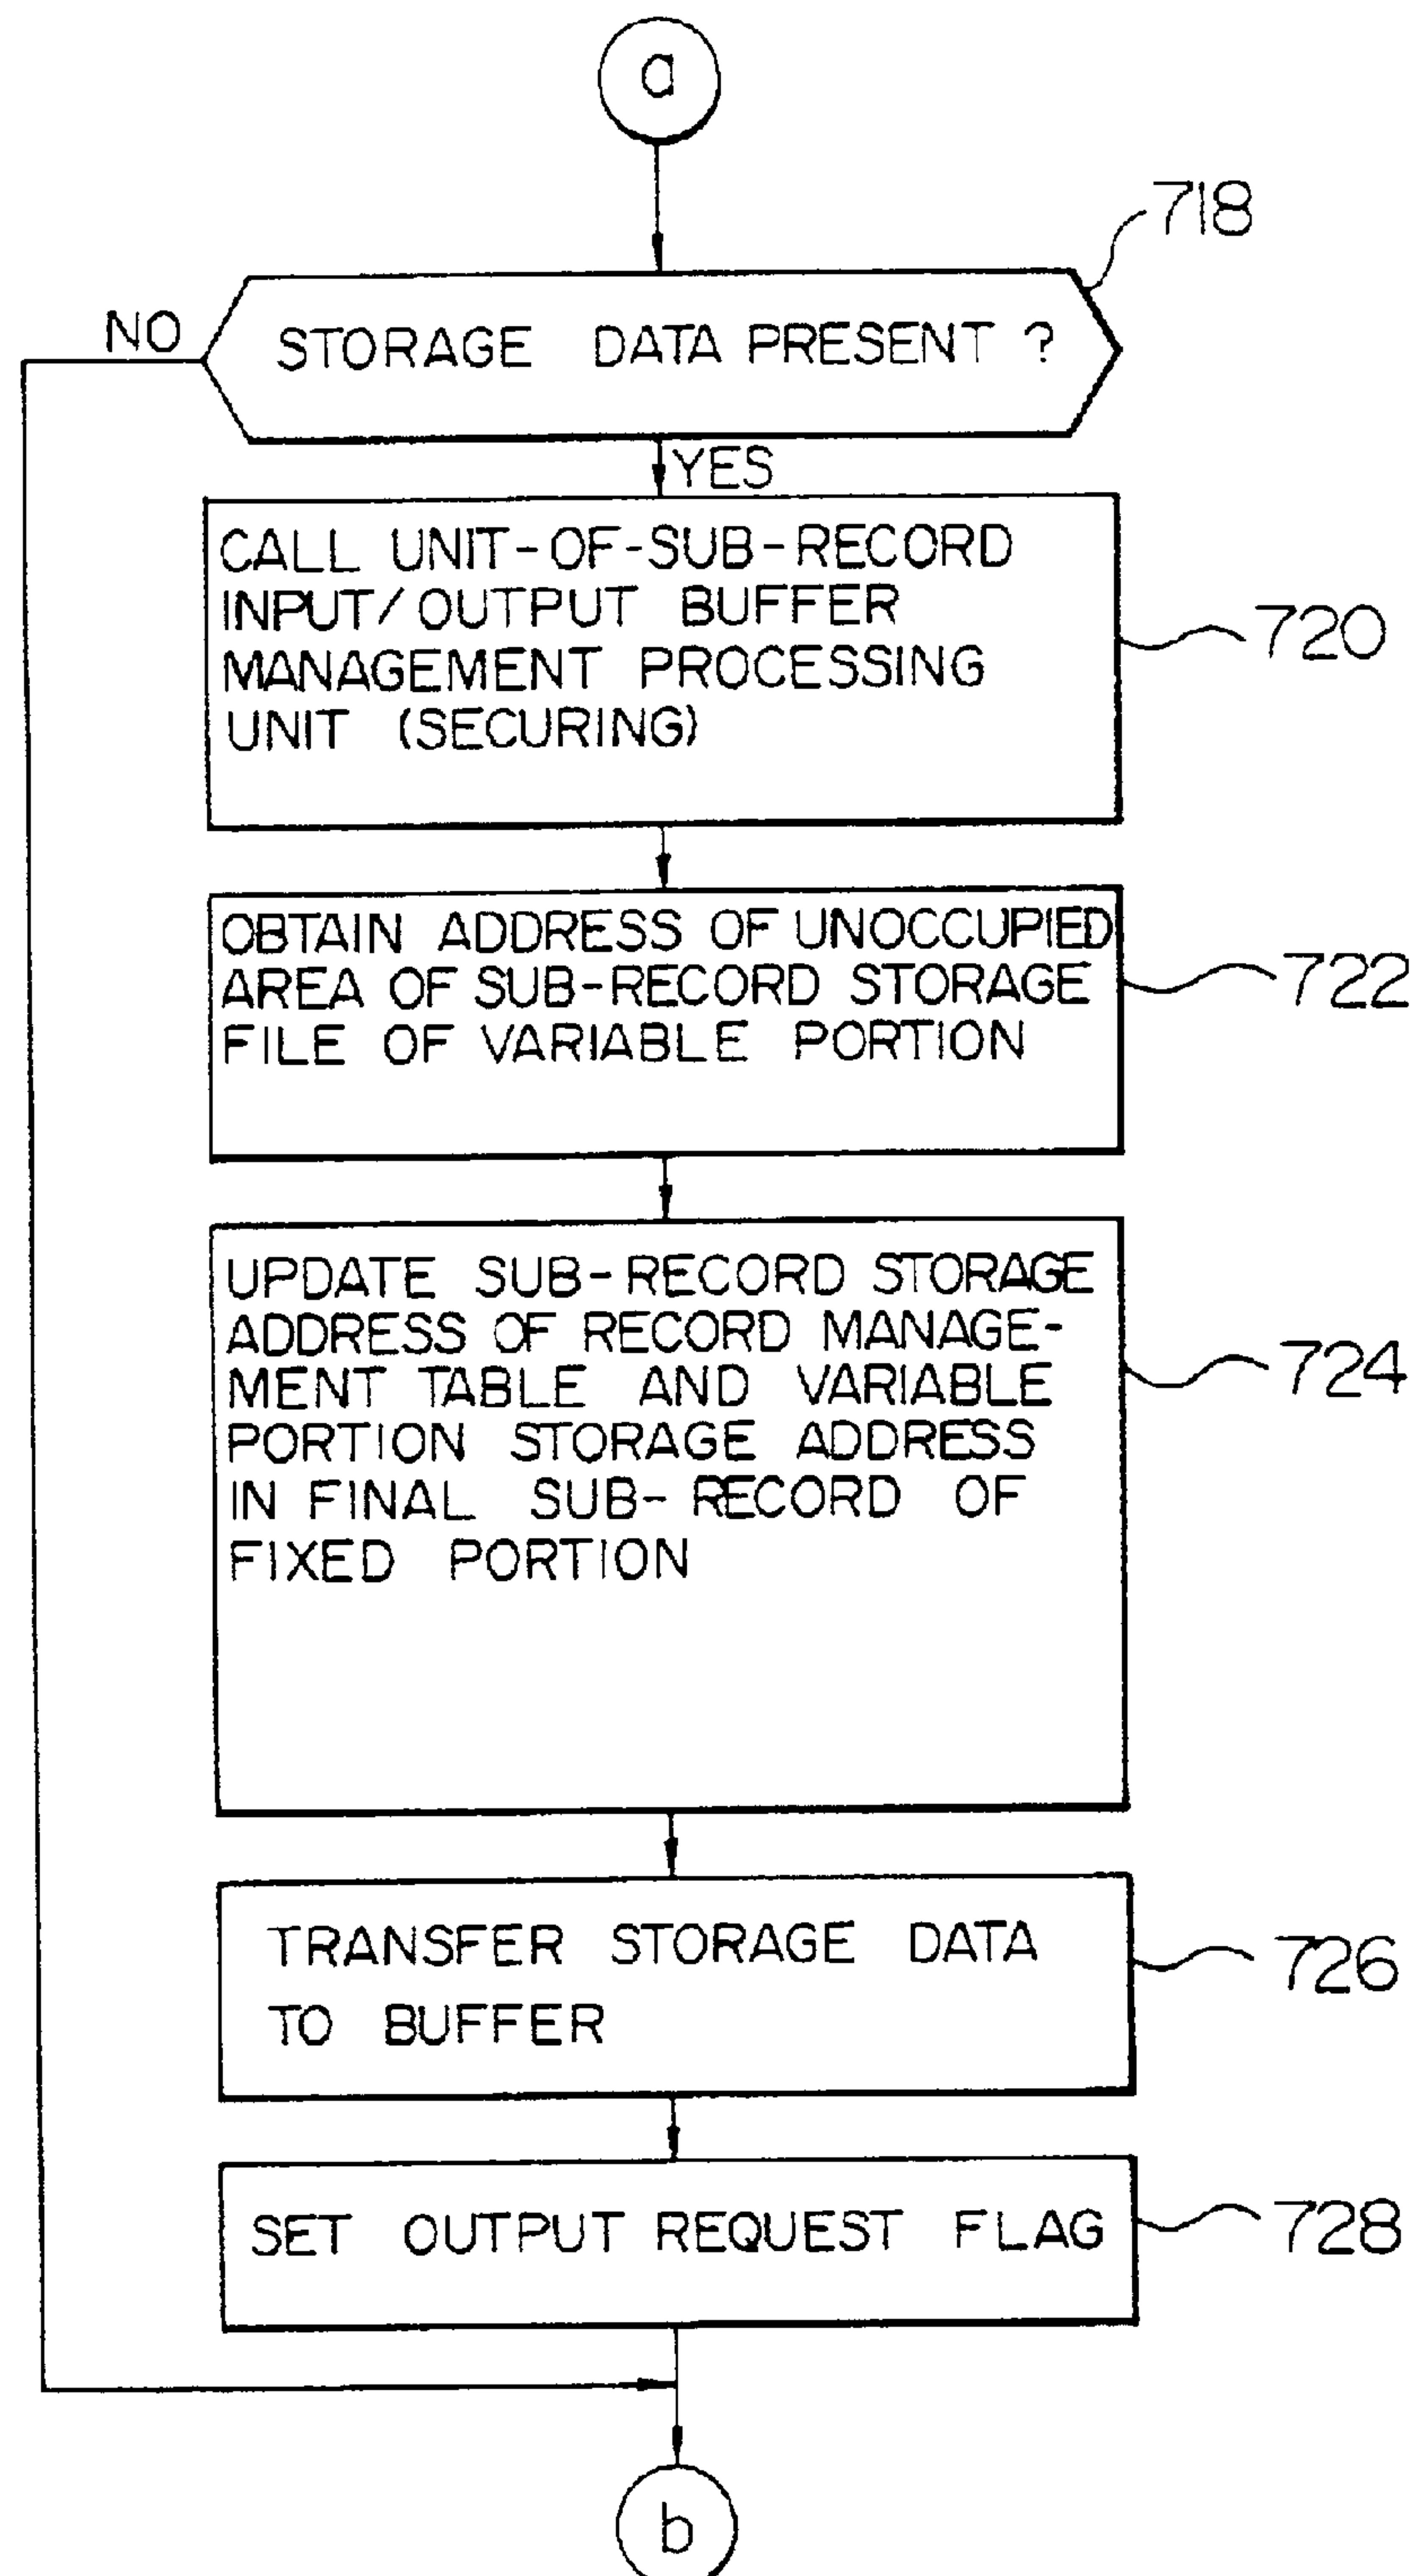 a
718
NO
STORAGE DATA PRESENT ?
YES
CALL UNIT-OF-SUB-RECORD
INPUT/OUTPUT BUFFER
MANAGEMENT PROCESSING
UNIT (SECURING)
720
OBTAIN ADDRESS OF UNOCCUPIED
AREA OF SUB-RECORD STORAGE
FILE OF VARIABLE PORTION
722
UPDATE SUB-RECORD STORAGE
ADDRESS OF RECORD MANAGE-
MENT TABLE AND VARIABLE
PORTION STORAGE ADDRESS
IN FINAL SUB-RECORD OF
FIXED PORTION
724
TRANSFER STORAGE DATA
TO BUFFER
726
SET OUTPUT REQUEST FLAG
728
b